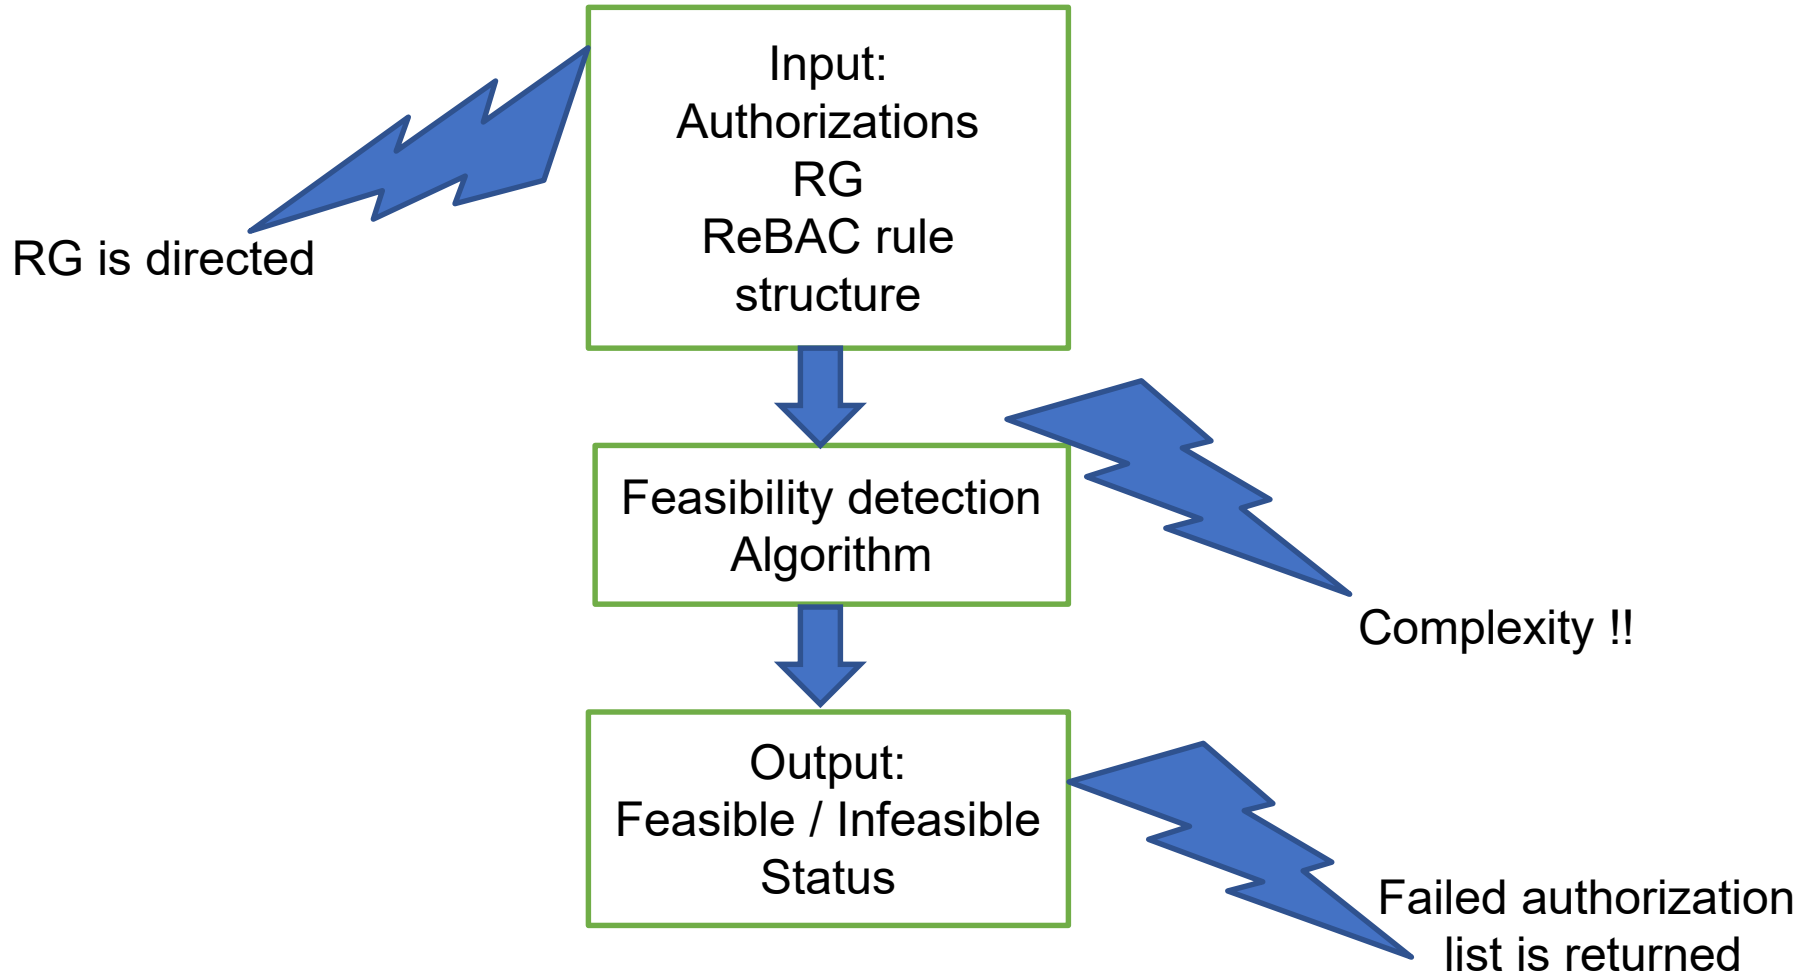 Input:
Authorizations
RG
ReBAC rule
structure
RG is directed
Feasibility detection
Algorithm
Complexity !!
Output:
Feasible / Infeasible
Status
Failed authorization
list is returned